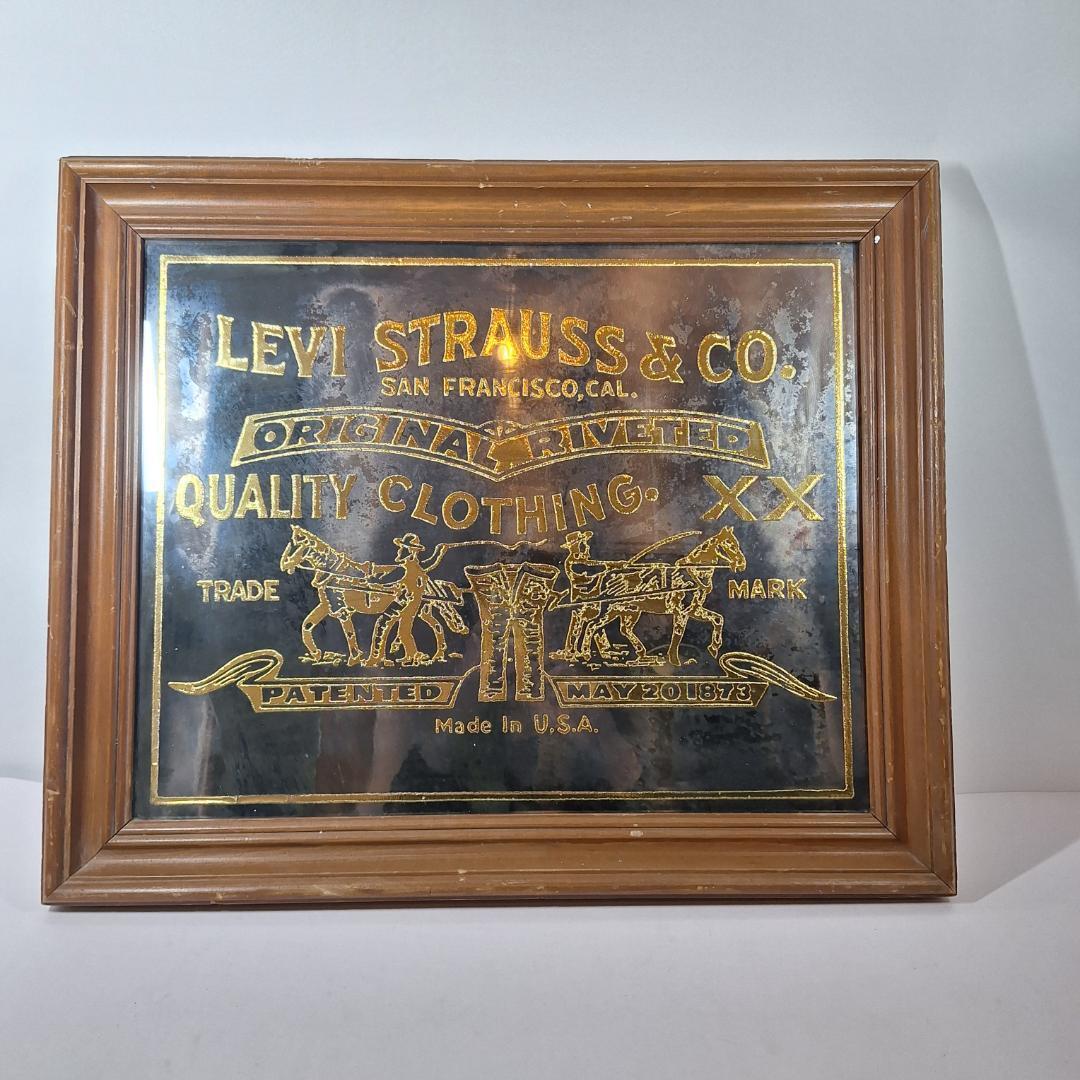 LEVI STRAUSS & CO.
SAN FRANCISCO, CAL.
ORIGINAL RIVETED
QUALITY CLOTHING. XX
TRADE MARK
PATENTED MAY 20 1873
Made In U.S.A.